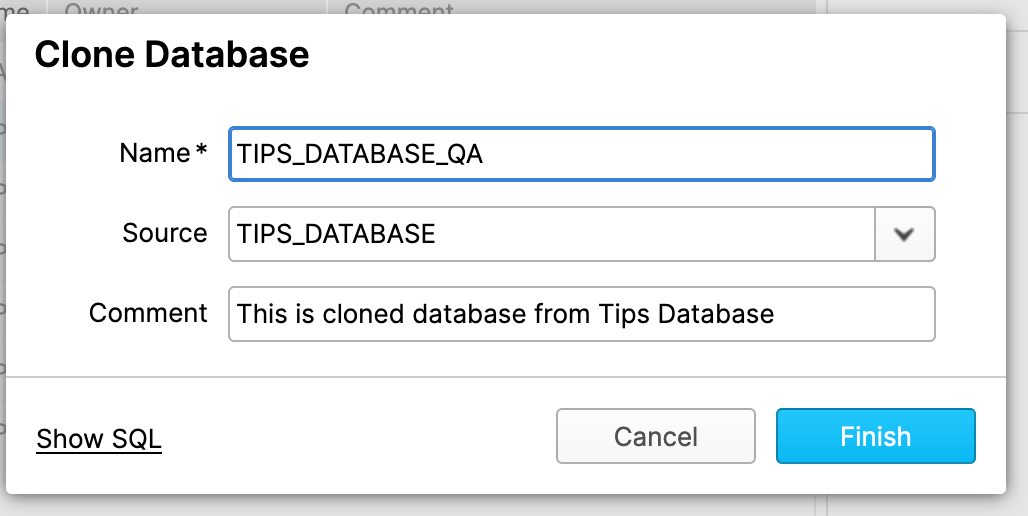 Owner
Comment
Clone Database
Name*
TIPS_DATABASE_QA
Source
TIPS_DATABASE
Comment
This is cloned database from Tips Database
Show SQL
Cancel
Finish